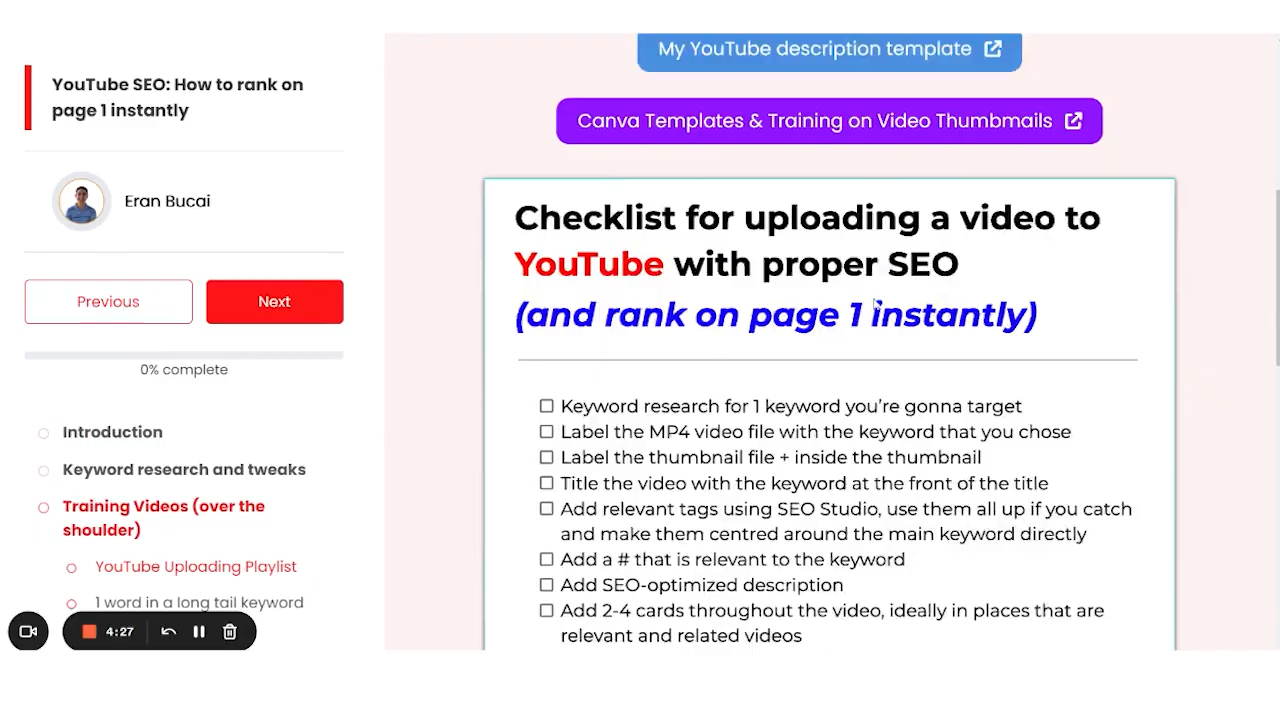 YouTube SEO: How to rank on
page 1 instantly
Eran Bucai
Previous
Next
0% complete
Introduction
Keyword research and tweaks
Training Videos (over the
shoulder)
YouTube Uploading Playlist
1 word in a long tail keyword
4:27
My YouTube description template
Canva Templates & Training on Video Thumbmails
Checklist for uploading a video to
YouTube with proper SEO
(and rank on page 1 instantly)
Keyword research for 1 keyword you're gonna target
Label the MP4 video file with the keyword that you chose
Label the thumbnail file + inside the thumbnail
Title the video with the keyword at the front of the title
Add relevant tags using SEO Studio, use them all up if you catch
and make them centred around the main keyword directly
Add a # that is relevant to the keyword
Add SEO-optimized description
Add 2-4 cards throughout the video, ideally in places that are
relevant and related videos